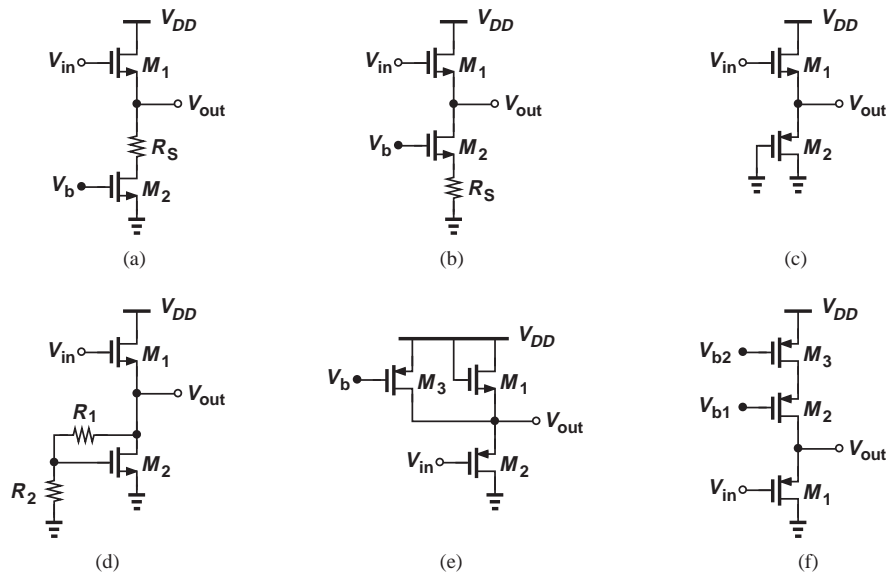 V_DD
V_in
M_1
V_out
R_S
V_b
M_2
(a)
V_DD
V_in
M_1
V_out
V_b
M_2
R_S
(b)
V_DD
V_in
M_1
V_out
M_2
(c)
V_DD
V_in
M_1
V_out
R_1
M_2
R_2
(d)
V_DD
V_b
M_3
M_1
V_out
V_in
M_2
(e)
V_DD
V_b2
M_3
V_b1
M_2
V_out
V_in
M_1
(f)